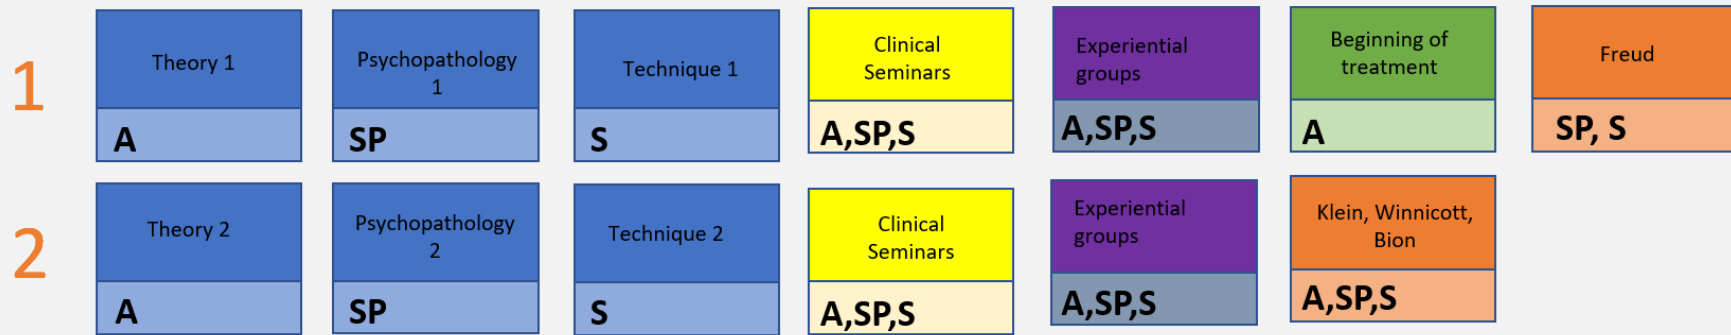 1
Theory 1
A
Psychopathology
1
SP
Technique 1
S
Clinical
Seminars
A,SP,S
Experiential
groups
A,SP,S
Beginning of
treatment
A
Freud
SP, S
2
Theory 2
A
Psychopathology
2
SP
Technique 2
S
Clinical
Seminars
A,SP,S
Experiential
groups
A,SP,S
Klein, Winnicott,
Bion
A,SP,S